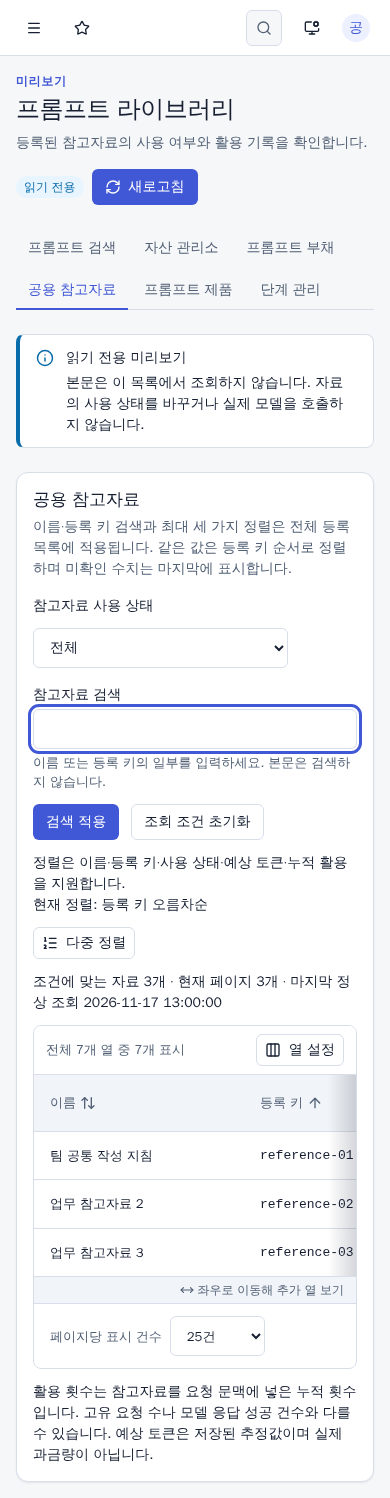 공
미리보기
프롬프트 라이브러리
등록된 참고자료의 사용 여부와 활용 기록을 확인합니다.
읽기 전용
새로고침
프롬프트 검색
자산 관리소
프롬프트 부채
공용 참고자료
프롬프트 제품
단계 관리
읽기 전용 미리보기
본문은 이 목록에서 조회하지 않습니다. 자료
의 사용 상태를 바꾸거나 실제 모델을 호출하
지 않습니다.
공용 참고자료
이름·등록 키 검색과 최대 세 가지 정렬은 전체 등록
목록에 적용됩니다. 같은 값은 등록 키 순서로 정렬
하며 미확인 수치는 마지막에 표시합니다.
참고자료 사용 상태
전체
참고자료 검색
이름 또는 등록 키의 일부를 입력하세요. 본문은 검색하
지 않습니다.
검색 적용
조회 조건 초기화
정렬은 이름·등록 키·사용 상태·예상 토큰·누적 활용
을 지원합니다.
현재 정렬: 등록 키 오름차순
다중 정렬
조건에 맞는 자료 3개 · 현재 페이지 3개 · 마지막 정
상 조회 2026-11-17 13:00:00
전체 7개 열 중 7개 표시
열 설정
이름
등록 키
팀 공통 작성 지침
reference-01
업무 참고자료 2
reference-02
업무 참고자료 3
reference-03
좌우로 이동해 추가 열 보기
페이지당 표시 건수
25건
활용 횟수는 참고자료를 요청 문맥에 넣은 누적 횟수
입니다. 고유 요청 수나 모델 응답 성공 건수와 다를
수 있습니다. 예상 토큰은 저장된 추정값이며 실제
과금량이 아닙니다.